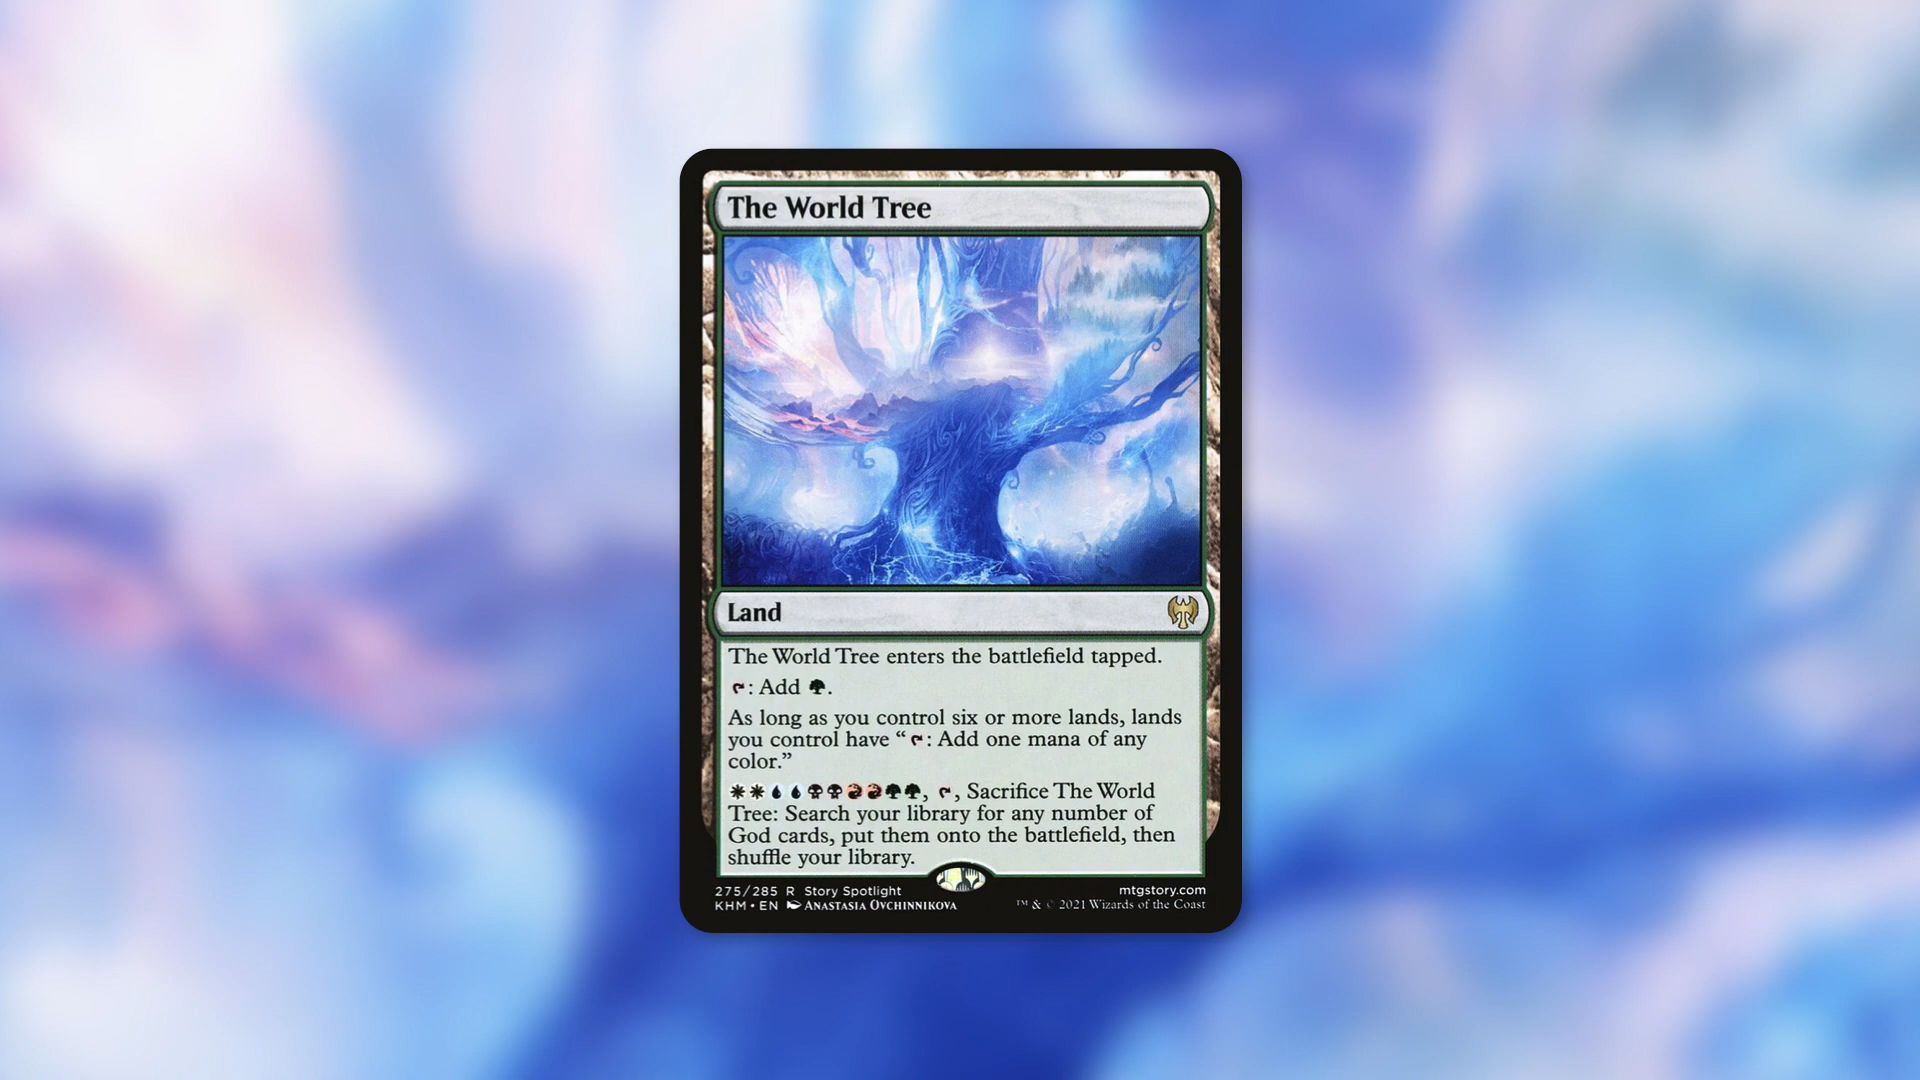 The World Tree
Land
The World Tree enters the battlefield tapped.
: Add .
As long as you control six or more lands, lands
you control have “ : Add one mana of any
color.”
, , Sacrifice The World
Tree: Search your library for any number of
God cards, put them onto the battlefield, then
shuffle your library.
275/285 R Story Spotlight
KHM • EN ANASTASIA OVCHINNIKOVA
mtgstory.com
™ & © 2021 Wizards of the Coast